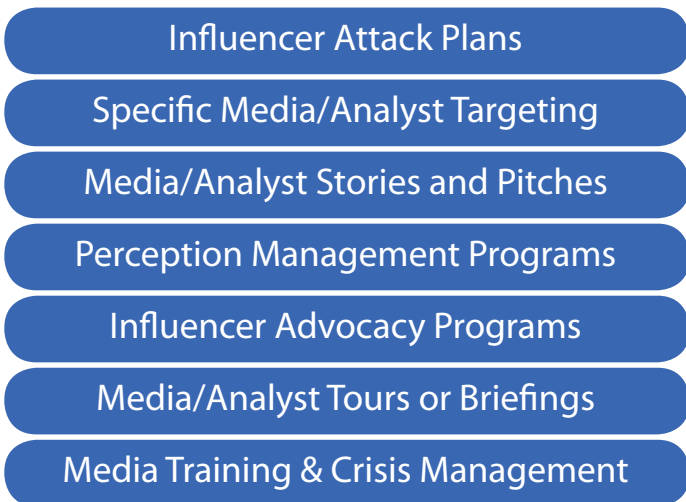 Influencer Attack Plans
Specific Media/Analyst Targeting
Media/Analyst Stories and Pitches
Perception Management Programs
Influencer Advocacy Programs
Media/Analyst Tours or Briefings
Media Training & Crisis Management